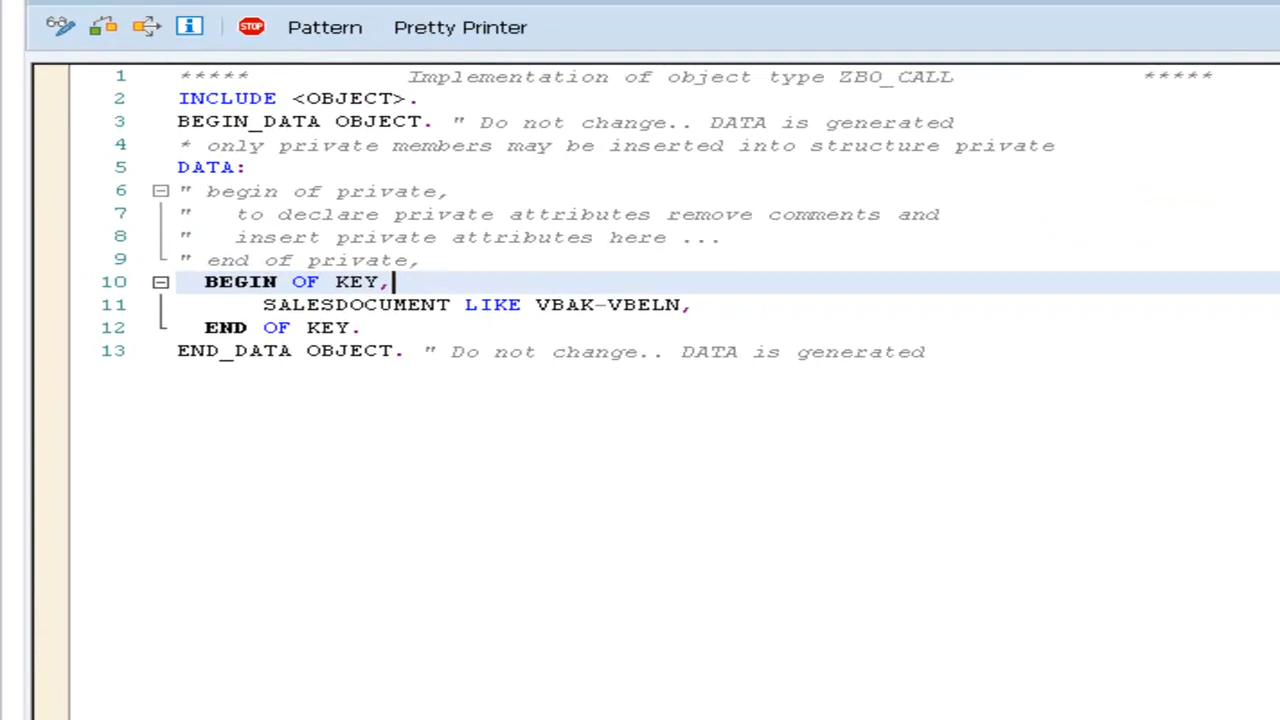 STOP Pattern Pretty Printer
1 ***** Implementation of object type ZBO_CALL *****
2 INCLUDE <OBJECT>.
3 BEGIN_DATA OBJECT. " Do not change.. DATA is generated
4 * only private members may be inserted into structure private
5 DATA:
6 " begin of private,
7 " to declare private attributes remove comments and
8 " insert private attributes here ...
9 " end of private,
10 BEGIN OF KEY,
11 SALESDOCUMENT LIKE VBAK-VBELN,
12 END OF KEY.
13 END_DATA OBJECT. " Do not change.. DATA is generated